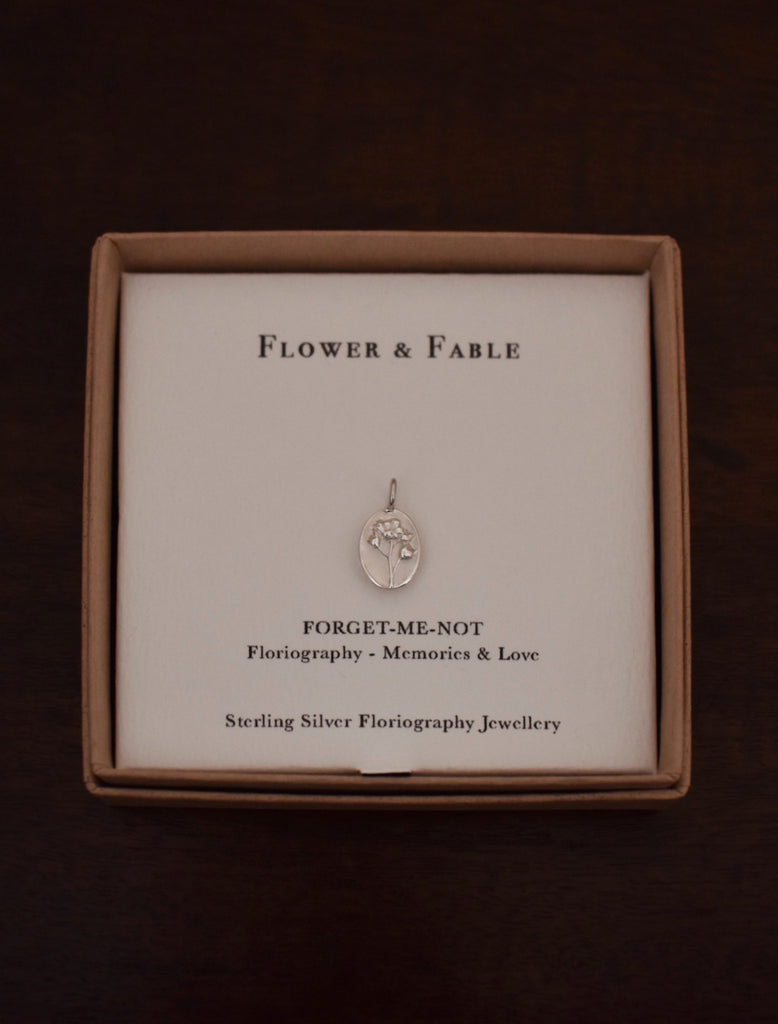 FLOWER & FABLE
FORGET-ME-NOT
Floriography - Memories & Love
Sterling Silver Floriography Jewellery